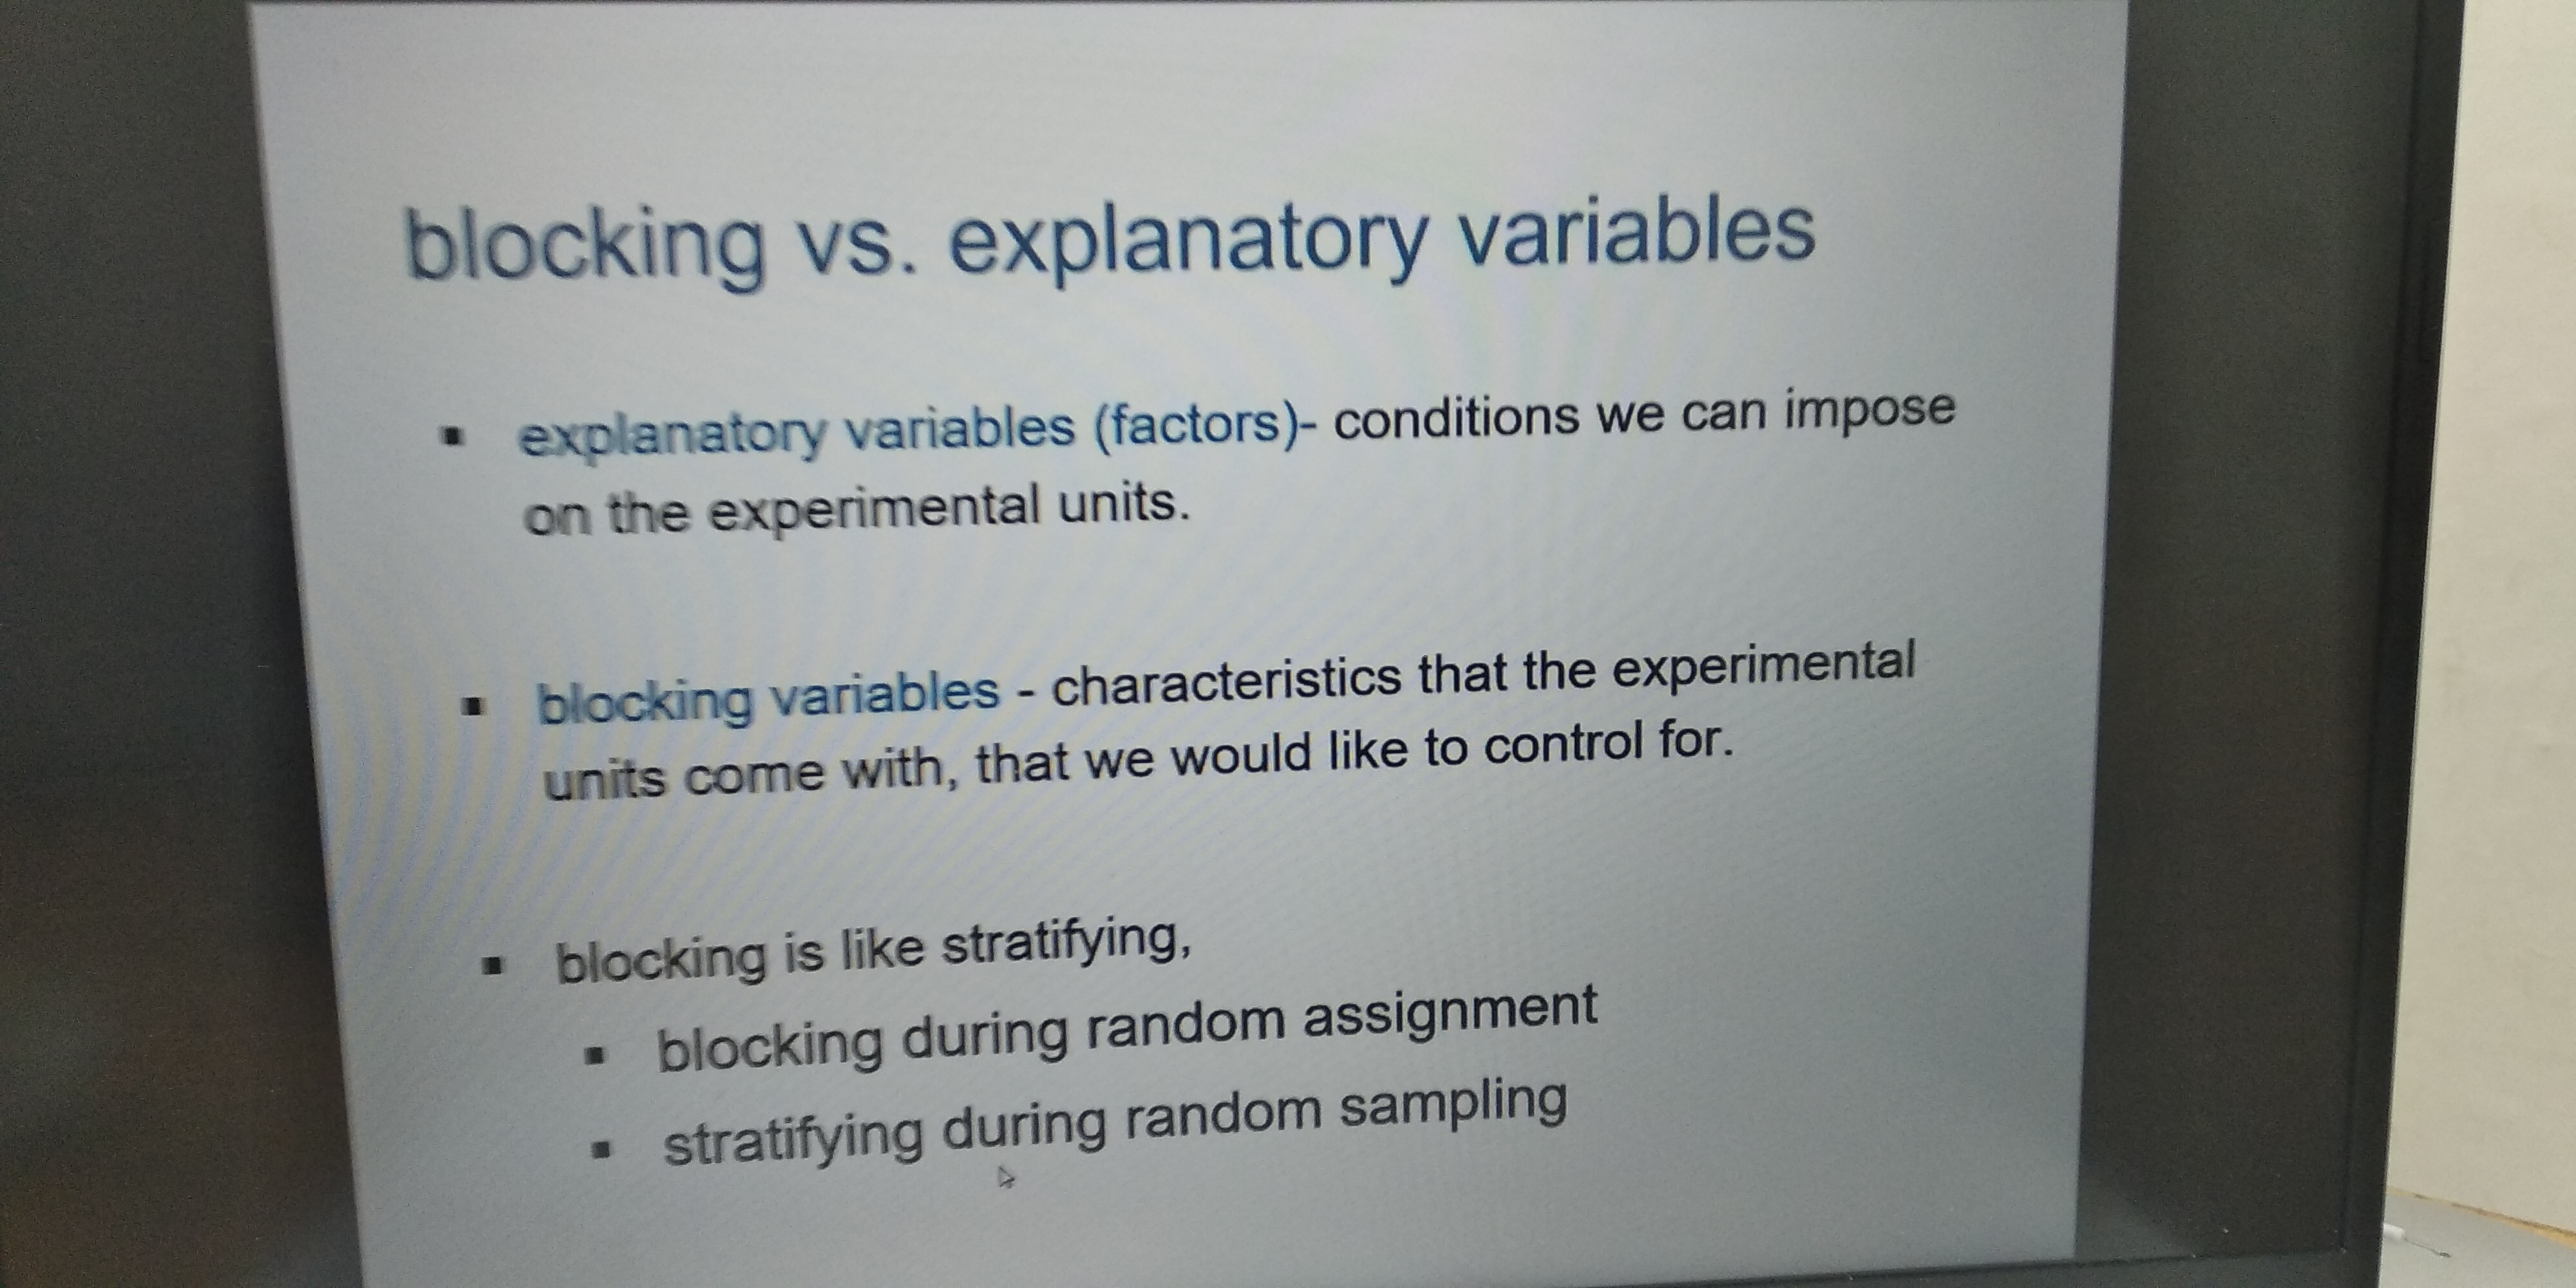 blocking vs. explanatory variables
▪ explanatory variables (factors)- conditions we can impose
on the experimental units.
▪ blocking variables - characteristics that the experimental
units come with, that we would like to control for.
▪ blocking is like stratifying,
▪ blocking during random assignment
▪ stratifying during random sampling